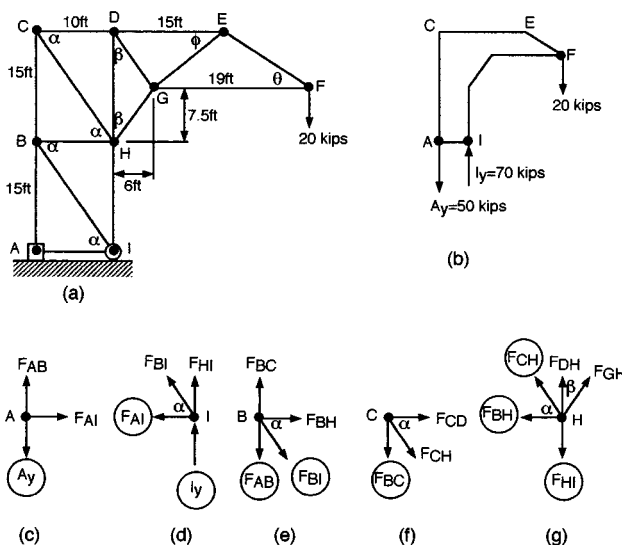 10ft
15ft
C
D
E
α
β
ϕ
15ft
19ft
θ
F
G
7.5ft
20 kips
B
α
α
β
H
6ft
15ft
α
A
I
(a)
C
E
F
20 kips
A
I
Iy=70 kips
Ay=50 kips
(b)
FAB
A
FAI
Ay
(c)
FBI
FHI
FAI
α
I
Iy
(d)
FBC
B
α
FBH
FAB
FBI
(e)
C
α
FCD
FCH
FBC
(f)
FCH
FDH
FGH
β
FBH
α
H
FHI
(g)